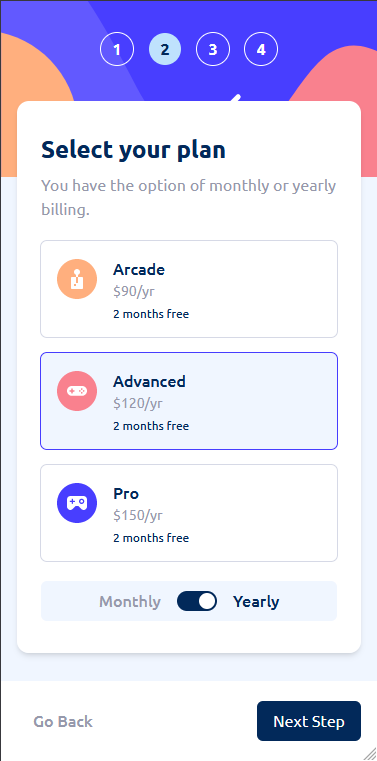 1 2 3 4
Select your plan
You have the option of monthly or yearly
billing.
Arcade
$90/yr
2 months free
Advanced
$120/yr
2 months free
Pro
$150/yr
2 months free
Monthly Yearly
Go Back Next Step